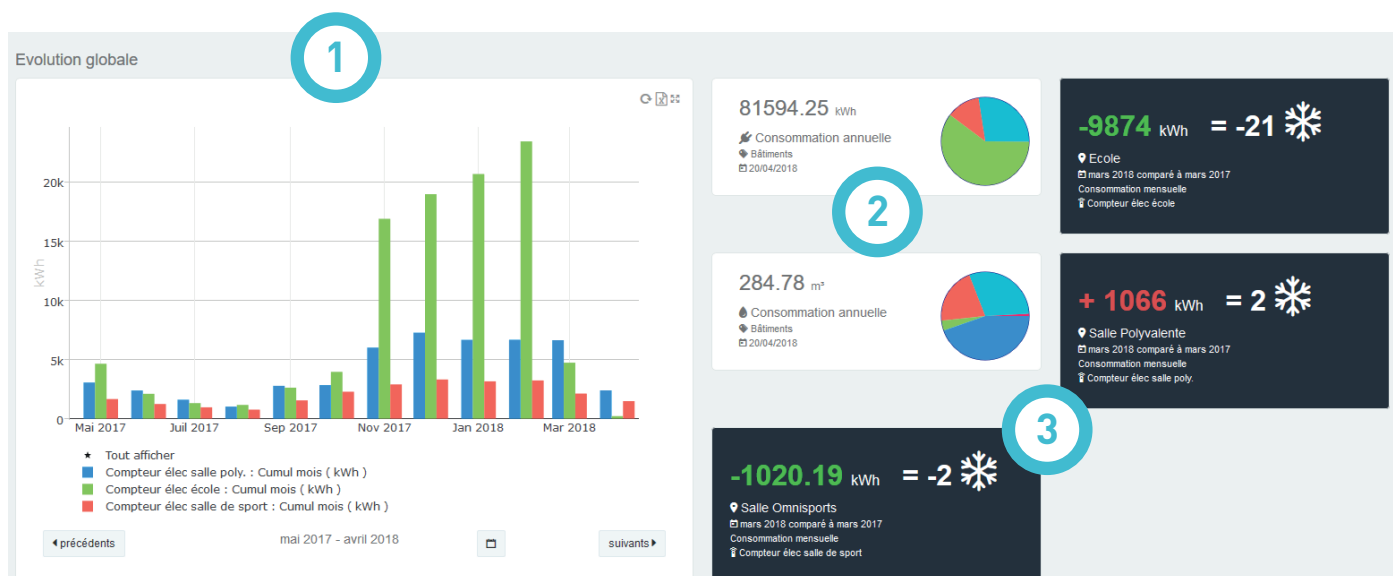 1
Evolution globale
20k
15k
10k
5k
0
kWh
Mai 2017 Juil 2017 Sep 2017 Nov 2017 Jan 2018 Mar 2018
Tout afficher
Compteur élec salle poly. : Cumul mois ( kWh )
Compteur élec école : Cumul mois ( kWh )
Compteur élec salle de sport : Cumul mois ( kWh )
précédents
mai 2017 - avril 2018
suivants
81594.25 kWh
Consommation annuelle
Bâtiments
20/04/2018
2
284.78 m³
Consommation annuelle
Bâtiments
20/04/2018
-9874 kWh = -21
Ecole
mars 2018 comparé à mars 2017
Consommation mensuelle
Compteur élec école
+ 1066 kWh = 2
Salle Polyvalente
mars 2018 comparé à mars 2017
Consommation mensuelle
Compteur élec salle poly.
3
-1020.19 kWh = -2
Salle Omnisports
mars 2018 comparé à mars 2017
Consommation mensuelle
Compteur élec salle de sport